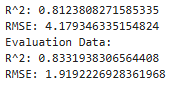 R^2: 0.8123808271585335
RMSE: 4.179346335154824
Evaluation Data:
R^2: 0.8331938306564408
RMSE: 1.9192226928361968